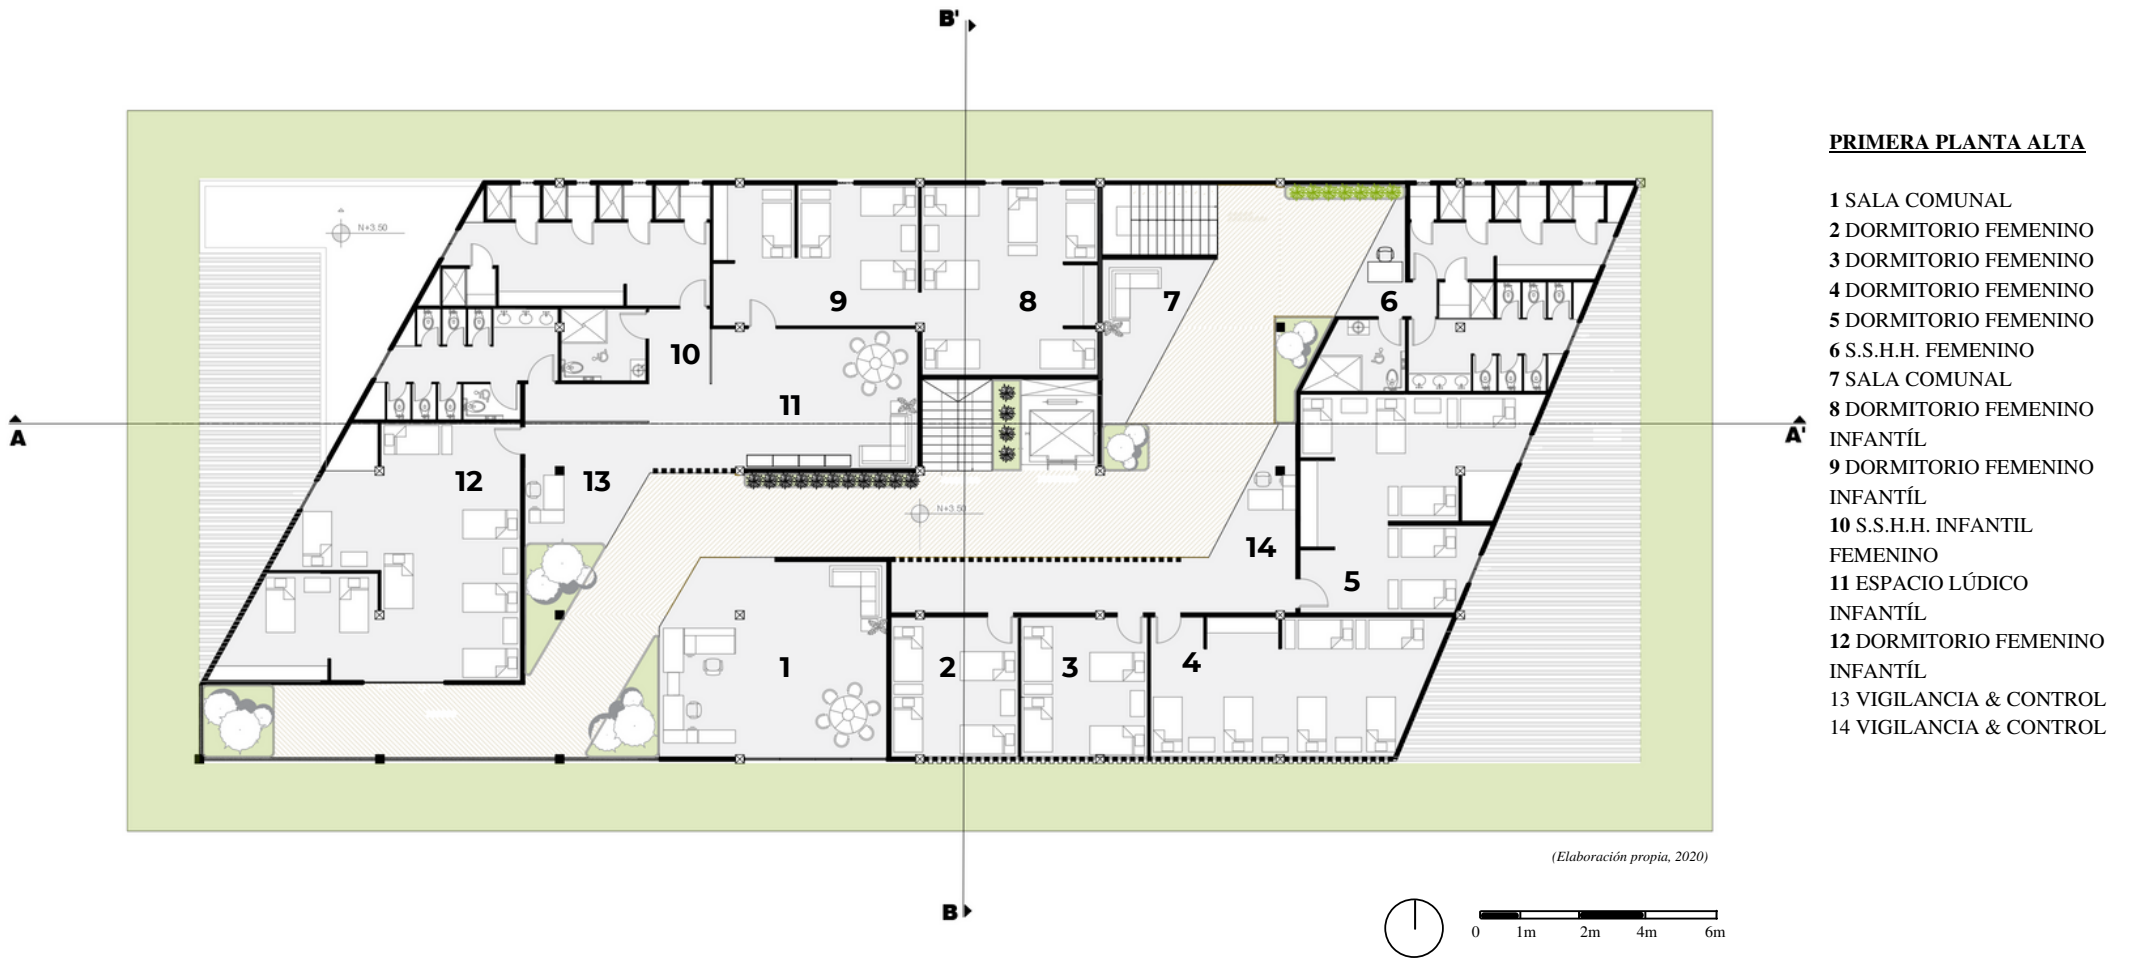 B'
PRIMERA PLANTA ALTA
1 SALA COMUNAL
2 DORMITORIO FEMENINO
3 DORMITORIO FEMENINO
4 DORMITORIO FEMENINO
5 DORMITORIO FEMENINO
6 S.S.H.H. FEMENINO
7 SALA COMUNAL
8 DORMITORIO FEMENINO
INFANTÍL
9 DORMITORIO FEMENINO
INFANTÍL
10 S.S.H.H. INFANTIL
FEMENINO
11 ESPACIO LÚDICO
INFANTÍL
12 DORMITORIO FEMENINO
INFANTÍL
13 VIGILANCIA & CONTROL
14 VIGILANCIA & CONTROL
N+3.50
9
8
7
6
10
11
A
A'
12
13
N+3.50
14
5
1
2
3
4
(Elaboración propia, 2020)
B
0 1m 2m 4m 6m